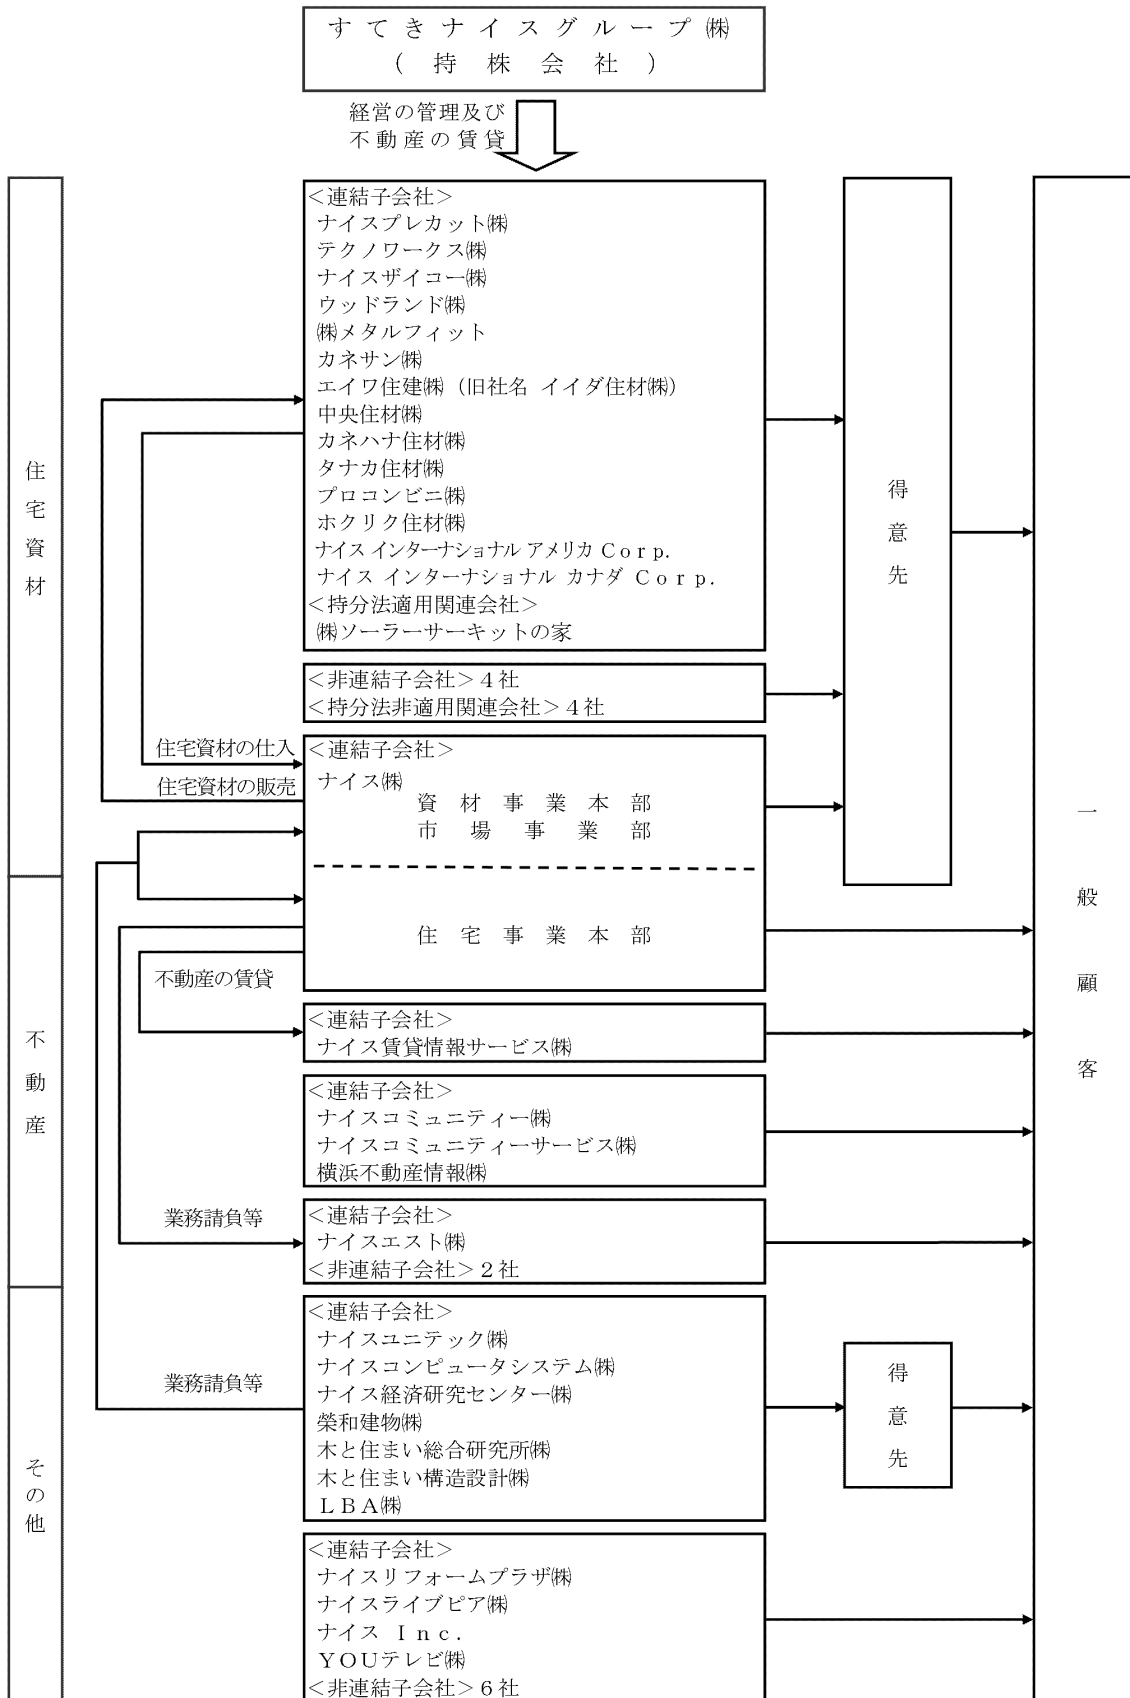 すてきナイスグループ㈱
（持株会社）
経営の管理及び
不動産の賃貸
住宅資材
＜連結子会社＞
ナイスプレカット㈱
テクノワークス㈱
ナイスザイコー㈱
ウッドランド㈱
㈱メタルフィット
カネサン㈱
エイワ住建㈱（旧社名 イイダ住材㈱）
中央住材㈱
カネハナ住材㈱
タナカ住材㈱
プロコンビニ㈱
ホクリク住材㈱
ナイス インターナショナル アメリカ Ｃｏｒｐ．
ナイス インターナショナル カナダ Ｃｏｒｐ．
＜持分法適用関連会社＞
㈱ソーラーサーキットの家
＜非連結子会社＞４社
＜持分法非適用関連会社＞４社
得意先
一般顧客
住宅資材の仕入
住宅資材の販売
＜連結子会社＞
ナイス㈱
資材事業本部
市場事業部
住宅事業本部
不動産
不動産の賃貸
＜連結子会社＞
ナイス賃貸情報サービス㈱
＜連結子会社＞
ナイスコミュニティー㈱
ナイスコミュニティーサービス㈱
横浜不動産情報㈱
業務請負等
＜連結子会社＞
ナイスエスト㈱
＜非連結子会社＞２社
その他
業務請負等
＜連結子会社＞
ナイスユニテック㈱
ナイスコンピュータシステム㈱
ナイス経済研究センター㈱
榮和建物㈱
木と住まい総合研究所㈱
木と住まい構造設計㈱
ＬＢＡ㈱
得意先
＜連結子会社＞
ナイスリフォームプラザ㈱
ナイスライブピア㈱
ナイス Ｉｎｃ．
ＹＯＵテレビ㈱
＜非連結子会社＞６社